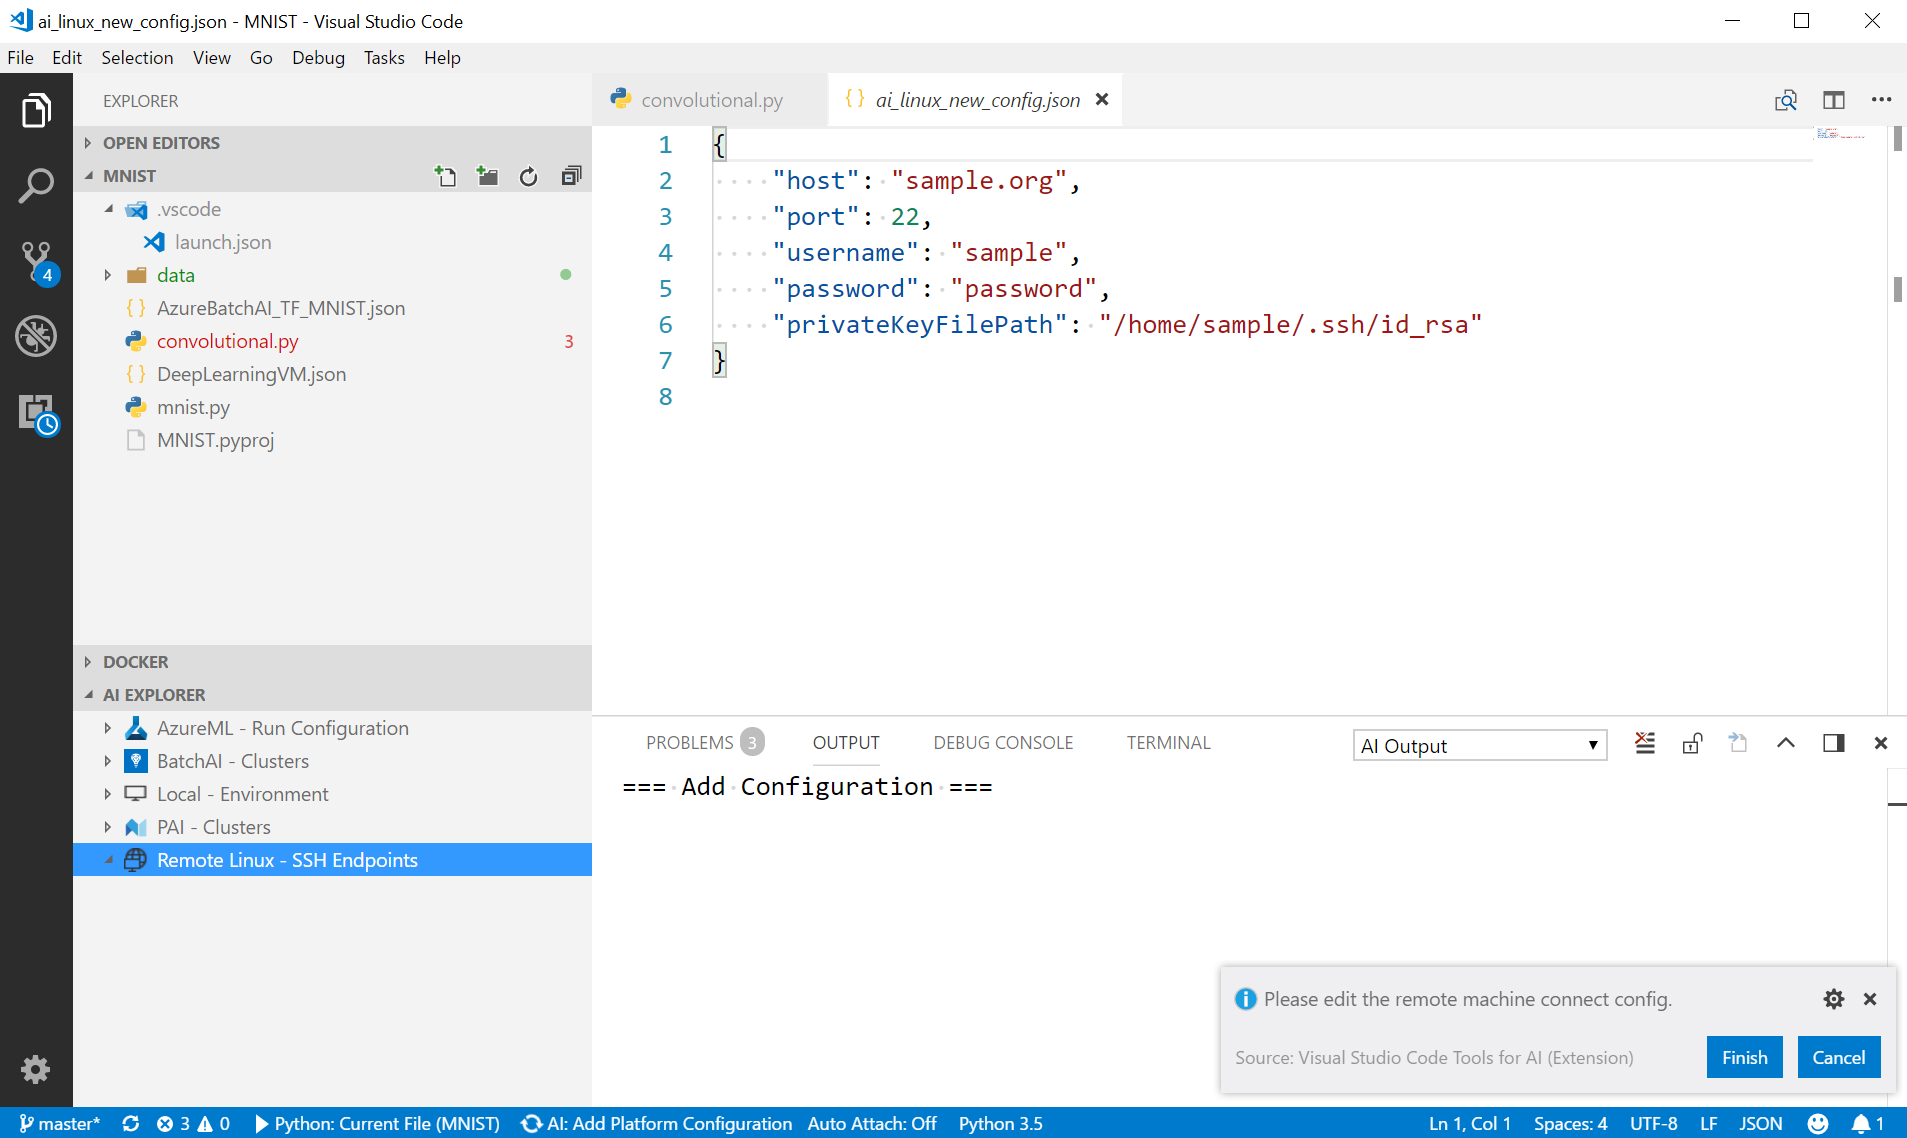 ai_linux_new_config.json - MNIST - Visual Studio Code
File Edit Selection View Go Debug Tasks Help
EXPLORER
OPEN EDITORS
MNIST
.vscode
launch.json
data
AzureBatchAI_TF_MNIST.json
convolutional.py 3
DeepLearningVM.json
mnist.py
MNIST.pyproj
4
DOCKER
AI EXPLORER
AzureML - Run Configuration
BatchAI - Clusters
Local - Environment
PAI - Clusters
Remote Linux - SSH Endpoints
convolutional.py ai_linux_new_config.json
1 {
2 "host": "sample.org",
3 "port": 22,
4 "username": "sample",
5 "password": "password",
6 "privateKeyFilePath": "/home/sample/.ssh/id_rsa"
7 }
8
PROBLEMS 3 OUTPUT DEBUG CONSOLE TERMINAL AI Output
=== Add Configuration ===
Please edit the remote machine connect config.
Source: Visual Studio Code Tools for AI (Extension) Finish Cancel
master* 3 0 Python: Current File (MNIST) AI: Add Platform Configuration Auto Attach: Off Python 3.5 Ln 1, Col 1 Spaces: 4 UTF-8 LF JSON 1